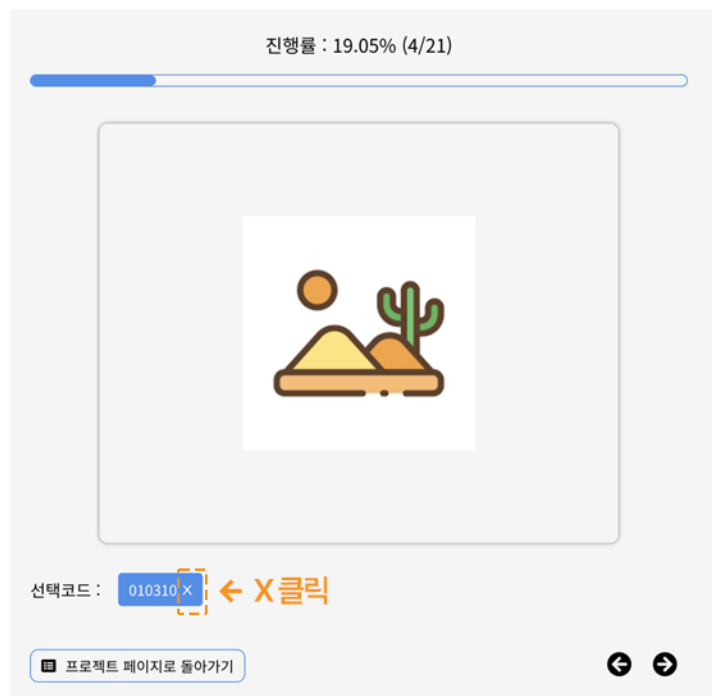 진행률 : 19.05% (4/21)
선택코드 : 010310 X ← X 클릭
프로젝트 페이지로 돌아가기